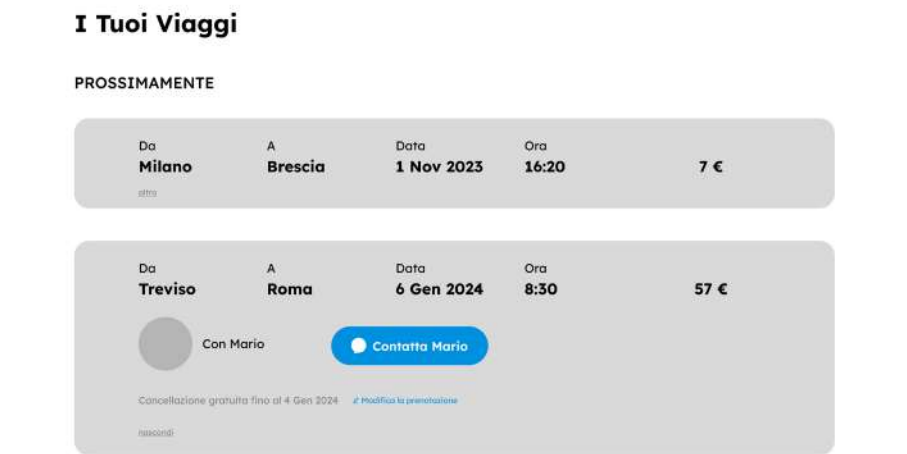 I Tuoi Viaggi
PROSSIMAMENTE
Da A Data Ora
Milano Brescia 1 Nov 2023 16:20 7 €
altro
Da A Data Ora
Treviso Roma 6 Gen 2024 8:30 57 €
Con Mario Contatta Mario
Cancellazione gratuita fino al 4 Gen 2024 Modifica la prenotazione
nascondi